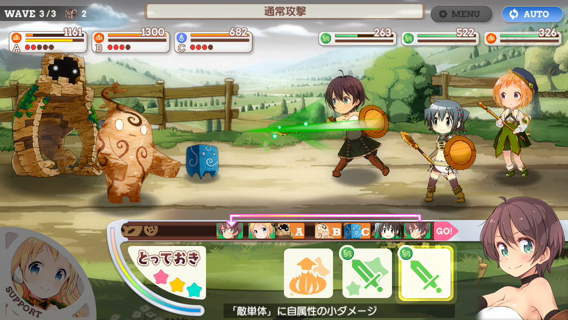 WAVE 3/3 2
通常攻撃
MENU
AUTO
1161
A
1300
B
682
C
263
522
326
A B C GO!
とっておき
SUPPORT
「敵単体」に自属性の小ダメージ